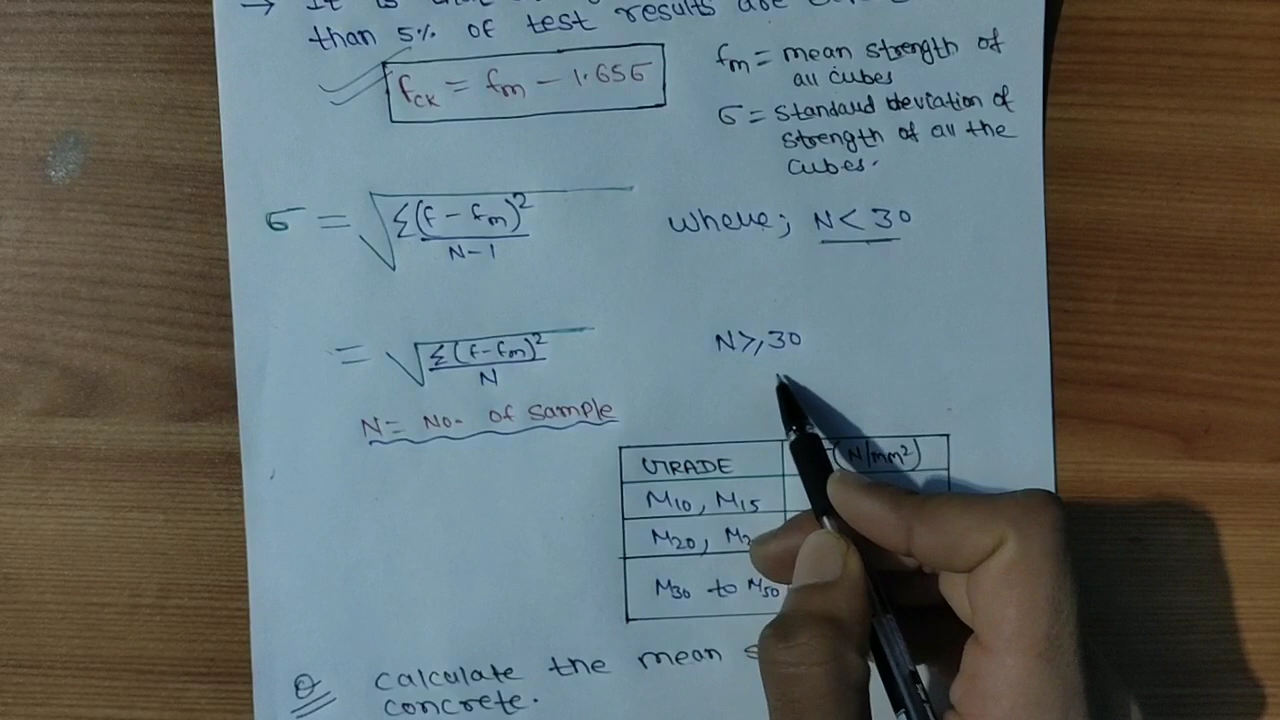 → It is
than 5% of test results are
fck = fm - 1.65σ
fm = mean strength of
all cubes
σ = standard deviation of
strength of all the
cubes.
σ = √(Σ(f - fm)²/N-1) where; N < 30
= √(Σ(f-fm)²/N) N ≥ 30
N = No. of sample
GRADE (N/mm²)
M10, M15
M20, M2
M30 to M50
Q calculate the mean
concrete.